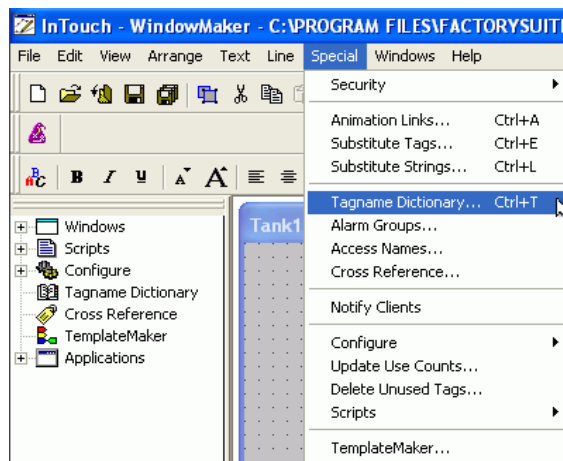 InTouch - WindowMaker - C:\PROGRAM FILES\FACTORYSUIT
File Edit View Arrange Text Line Special Windows Help
Security
Animation Links... Ctrl+A
Substitute Tags... Ctrl+E
Substitute Strings... Ctrl+L
Tagname Dictionary... Ctrl+T
Alarm Groups...
Access Names...
Cross Reference...
Notify Clients
Configure
Update Use Counts...
Delete Unused Tags...
Scripts
TemplateMaker...
B I U A A
Windows
Scripts
Configure
Tagname Dictionary
Cross Reference
TemplateMaker
Applications
Tank1